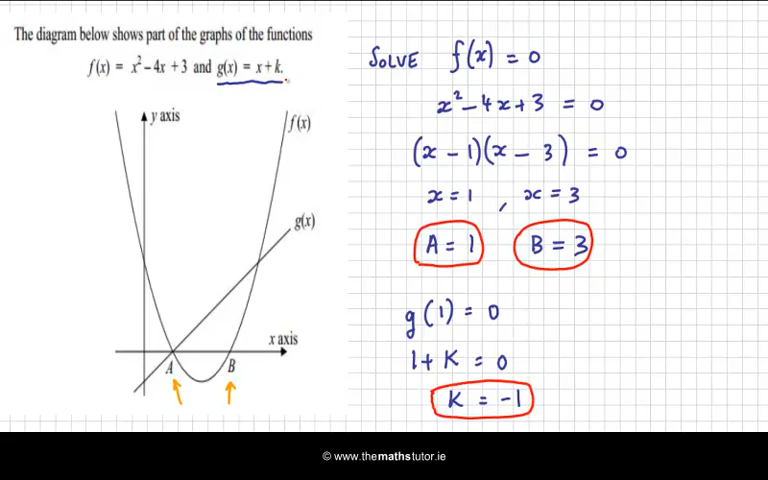 The diagram below shows part of the graphs of the functions
f(x) = x² – 4x + 3 and g(x) = x + k.
y axis
f(x)
g(x)
x axis
A
B
SOLVE f(x) = 0
x² – 4x + 3 = 0
(x – 1)(x – 3) = 0
x = 1 , x = 3
A = 1 B = 3
g(1) = 0
1 + K = 0
K = -1
© www.themathstutor.ie